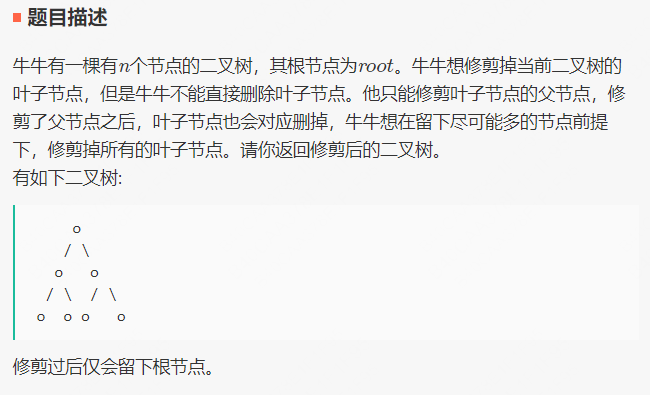 题目描述
牛牛有一棵有n个节点的二叉树，其根节点为root。牛牛想修剪掉当前二叉树的
叶子节点，但是牛牛不能直接删除叶子节点。他只能修剪叶子节点的父节点，修
剪了父节点之后，叶子节点也会对应删掉，牛牛想在留下尽可能多的节点前提
下，修剪掉所有的叶子节点。请你返回修剪后的二叉树。
有如下二叉树:
o
/ \
o o
/ \ / \
o o o o
修剪过后仅会留下根节点。